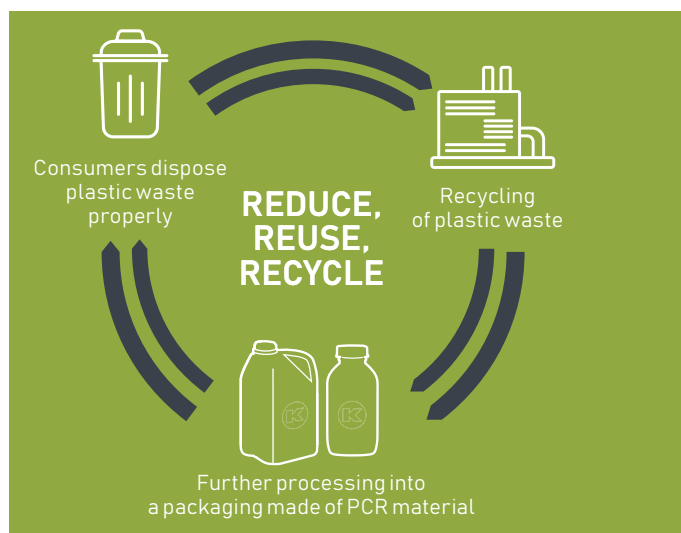 Consumers dispose
plastic waste
properly
REDUCE,
REUSE,
RECYCLE
Recycling
of plastic waste
K
K
Further processing into
a packaging made of PCR material